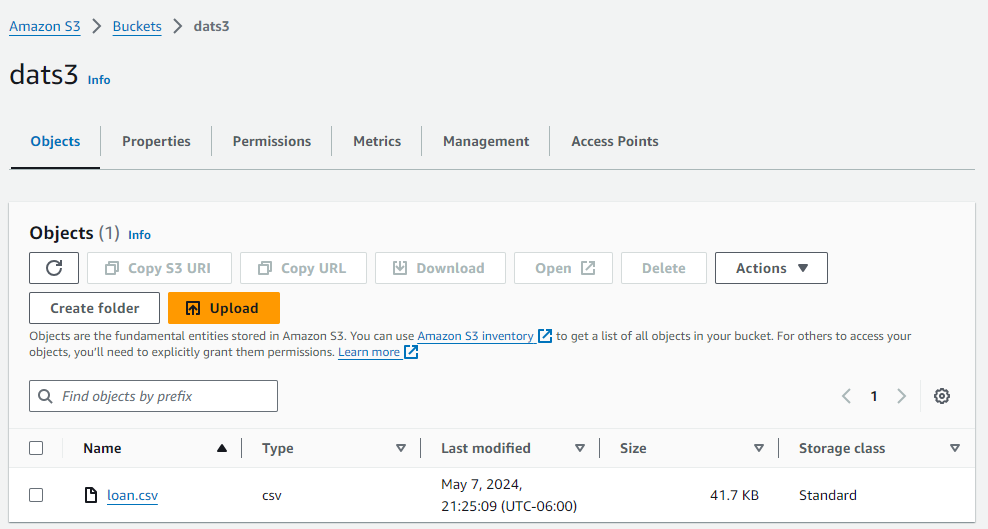 Amazon S3 > Buckets > dats3
dats3 Info
Objects Properties Permissions Metrics Management Access Points
Objects (1) Info
Copy S3 URI Copy URL Download Open Delete Actions
Create folder Upload
Objects are the fundamental entities stored in Amazon S3. You can use Amazon S3 inventory to get a list of all objects in your bucket. For others to access your
objects, you'll need to explicitly grant them permissions. Learn more
Find objects by prefix
1
Name Type Last modified Size Storage class
loan.csv csv May 7, 2024, 21:25:09 (UTC-06:00) 41.7 KB Standard